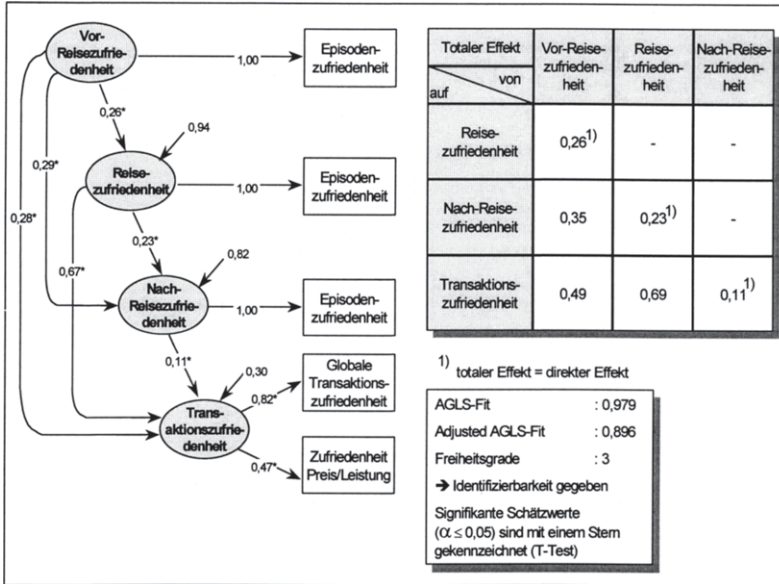 Vor-
Reisezufrie-
denheit
1,00
Episoden-
zufriedenheit
0,26*
0,94
0,29*
0,28*
Reise-
zufriedenheit
1,00
Episoden-
zufriedenheit
0,67*
0,23*
0,82
Nach-
Reisezufrie-
denheit
1,00
Episoden-
zufriedenheit
0,11*
0,30
0,82*
Globale
Transaktions-
zufriedenheit
Trans-
aktionszufrie-
denheit
0,47*
Zufriedenheit
Preis/Leistung
Totaler Effekt
von
auf
Vor-Reise-
zufrieden-
heit
Reise-
zufrieden-
heit
Nach-Reise-
zufrieden-
heit
Reise-
zufriedenheit
0,26 1)
-
-
Nach-Reise-
zufriedenheit
0,35
0,23 1)
-
Transaktions-
zufriedenheit
0,49
0,69
0,11 1)
1) totaler Effekt = direkter Effekt
AGLS-Fit : 0,979
Adjusted AGLS-Fit : 0,896
Freiheitsgrade : 3
➔ Identifizierbarkeit gegeben
Signifikante Schätzwerte
(α ≤ 0,05) sind mit einem Stern
gekennzeichnet (T-Test)